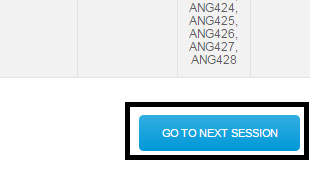 ANG424,
ANG425,
ANG426,
ANG427,
ANG428
GO TO NEXT SESSION